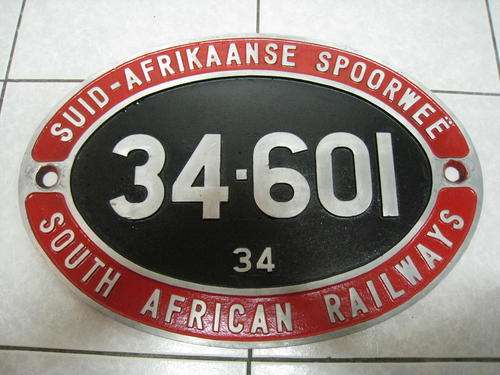 SUID-AFRIKAANSE SPOORWEË
34·601
34
SOUTH AFRICAN RAILWAYS